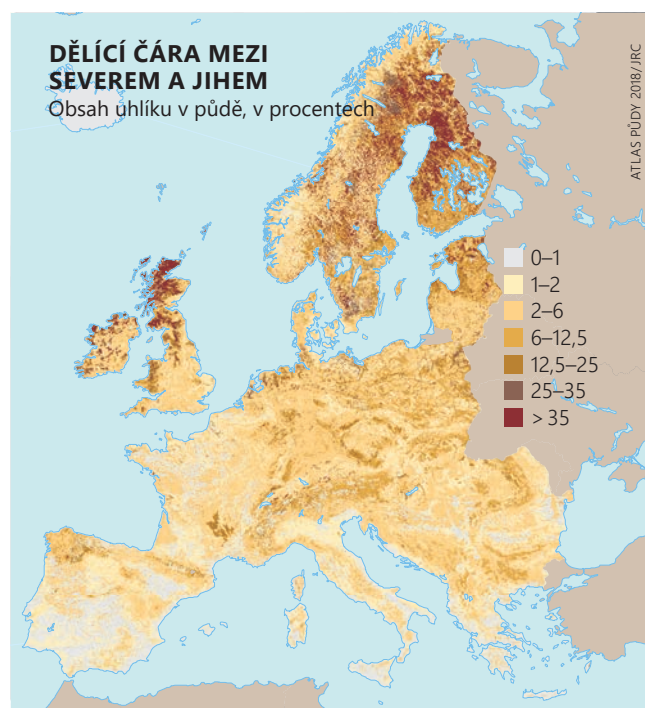 DĚLÍCÍ ČÁRA MEZI
SEVEREM A JIHEM
Obsah uhlíku v půdě, v procentech
ATLAS PŮDY 2018/JRC
0–1
1–2
2–6
6–12,5
12,5–25
25–35
> 35